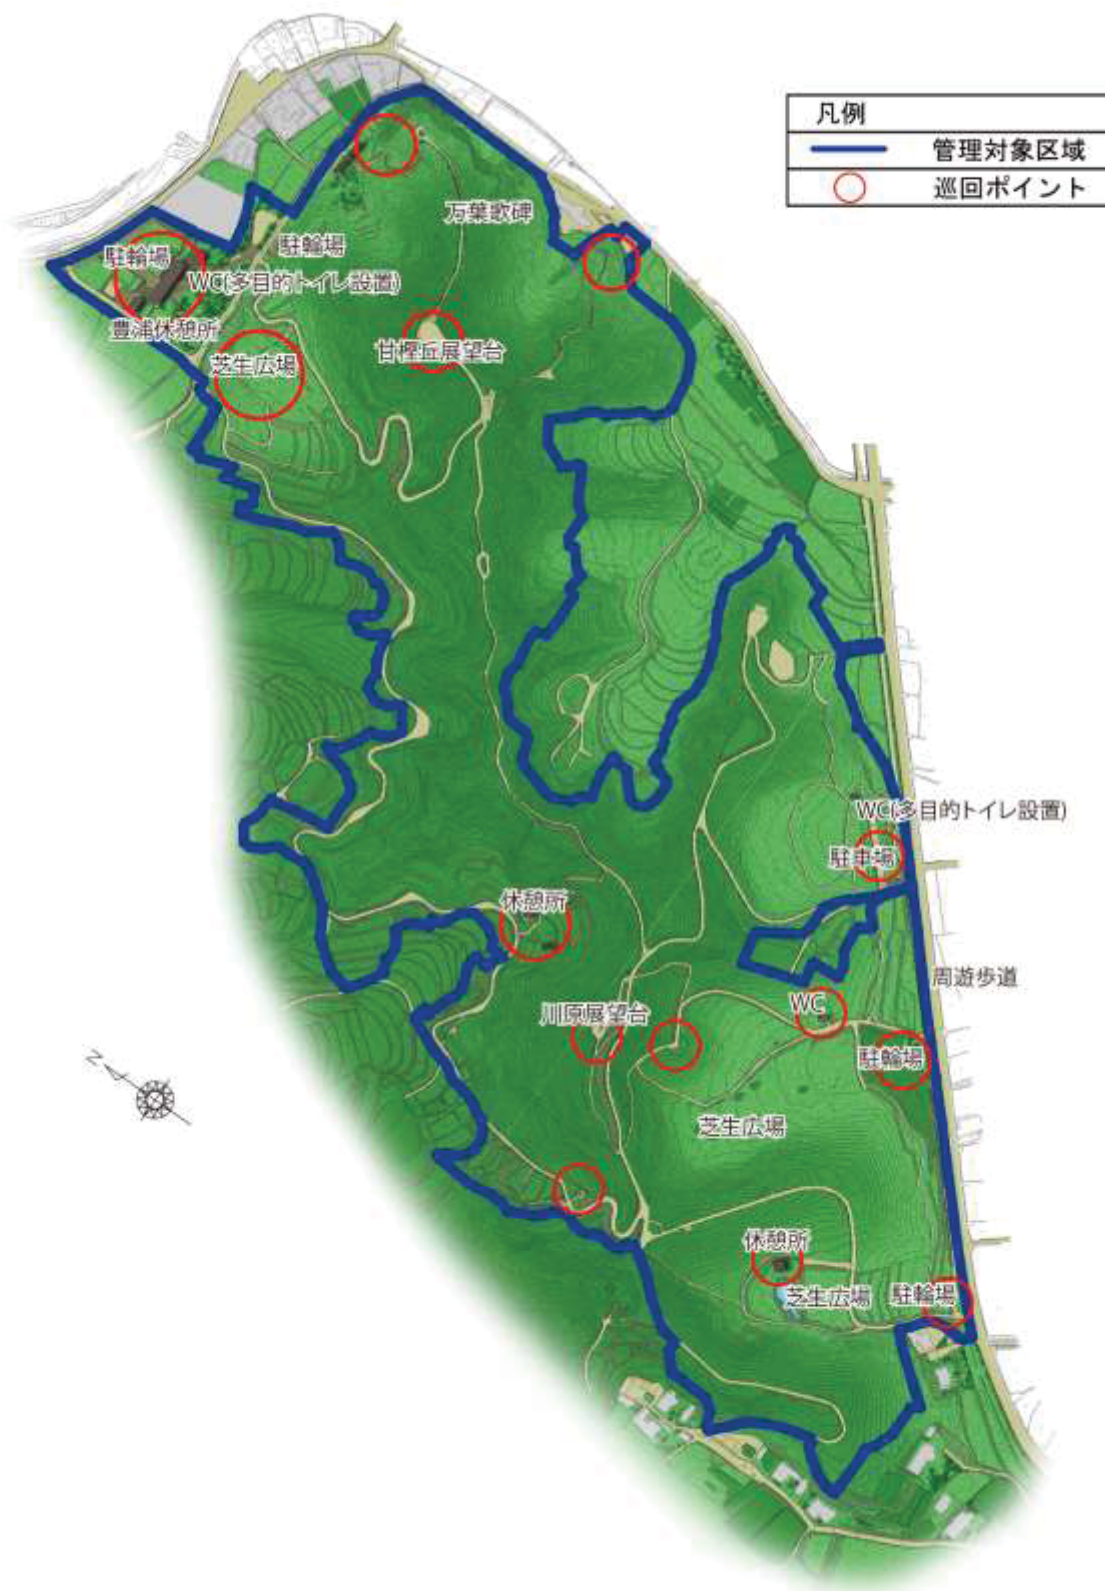 凡例
管理対象区域
巡回ポイント
万葉歌碑
駐輪場
駐輪場
WC(多目的トイレ設置)
豊浦休憩所
芝生広場
甘樫丘展望台
WC(多目的トイレ設置)
駐車場
休憩所
周遊歩道
WC
川原展望台
駐輪場
芝生広場
休憩所
芝生広場
駐輪場
N